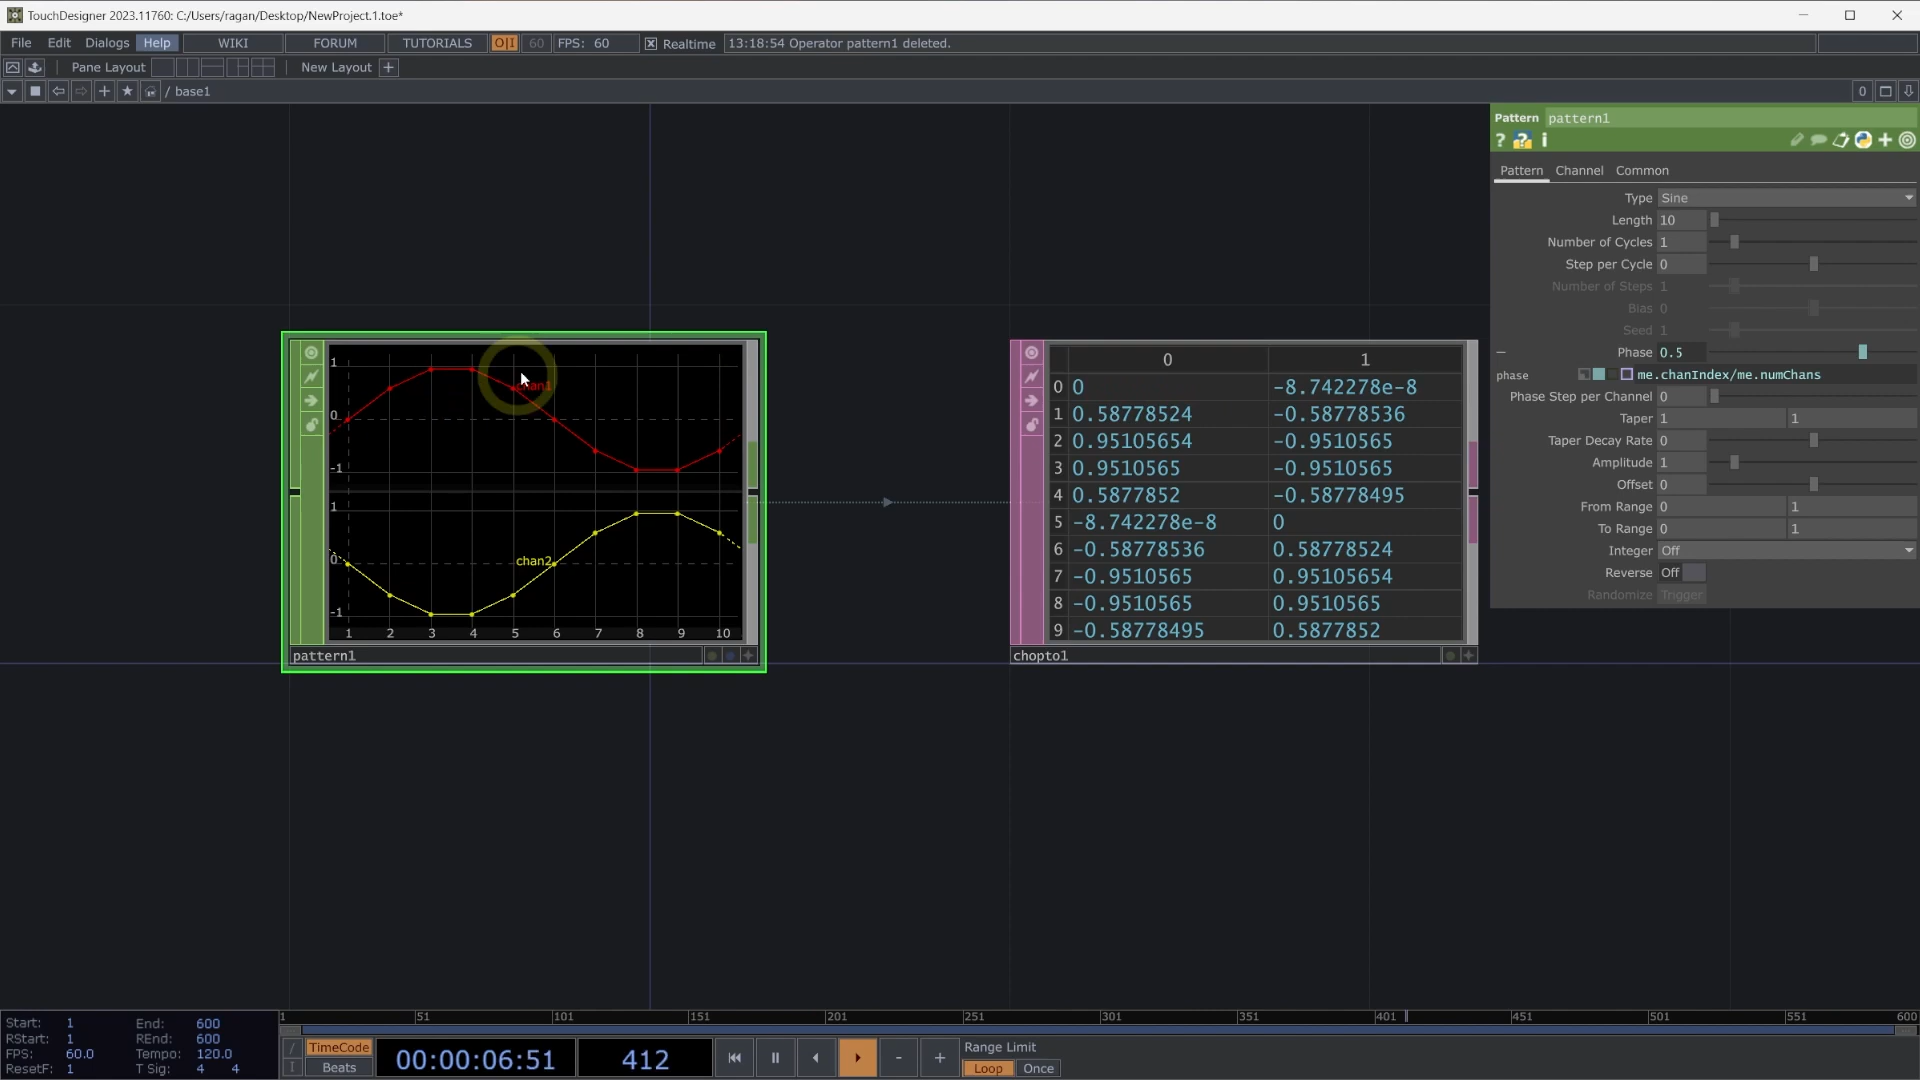 TouchDesigner 2023.11760: C:/Users/ragan/Desktop/NewProject.1.toe*
File Edit Dialogs Help WIKI FORUM TUTORIALS O|I 60 FPS: 60 Realtime 13:18:54 Operator pattern1 deleted.
Pane Layout New Layout +
/ base1 0
Pattern pattern1
? ? i
Pattern Channel Common
Type Sine
Length 10
Number of Cycles 1
Step per Cycle 0
Number of Steps 1
Bias 0
Seed 1
Phase 0.5
phase me.chanIndex/me.numChans
Phase Step per Channel 0
Taper 1 1
Taper Decay Rate 0
Amplitude 1
Offset 0
From Range 0 1
To Range 0 1
Integer Off
Reverse Off
Randomize Trigger
1
chan1
0
-1
1
chan2
0
-1
1 2 3 4 5 6 7 8 9 10
pattern1
0 1
0 0 -8.742278e-8
1 0.58778524 -0.58778536
2 0.95105654 -0.9510565
3 0.9510565 -0.9510565
4 0.5877852 -0.58778495
5 -8.742278e-8 0
6 -0.58778536 0.58778524
7 -0.9510565 0.95105654
8 -0.9510565 0.9510565
9 -0.58778495 0.5877852
chopto1
1 51 101 151 201 251 301 351 401 451 501 551 600
Start: 1 End: 600
RStart: 1 REnd: 600
FPS: 60.0 Tempo: 120.0
ResetF: 1 T Sig: 4 4
/ TimeCode
I Beats
00:00:06:51 412 - +
Range Limit
Loop Once